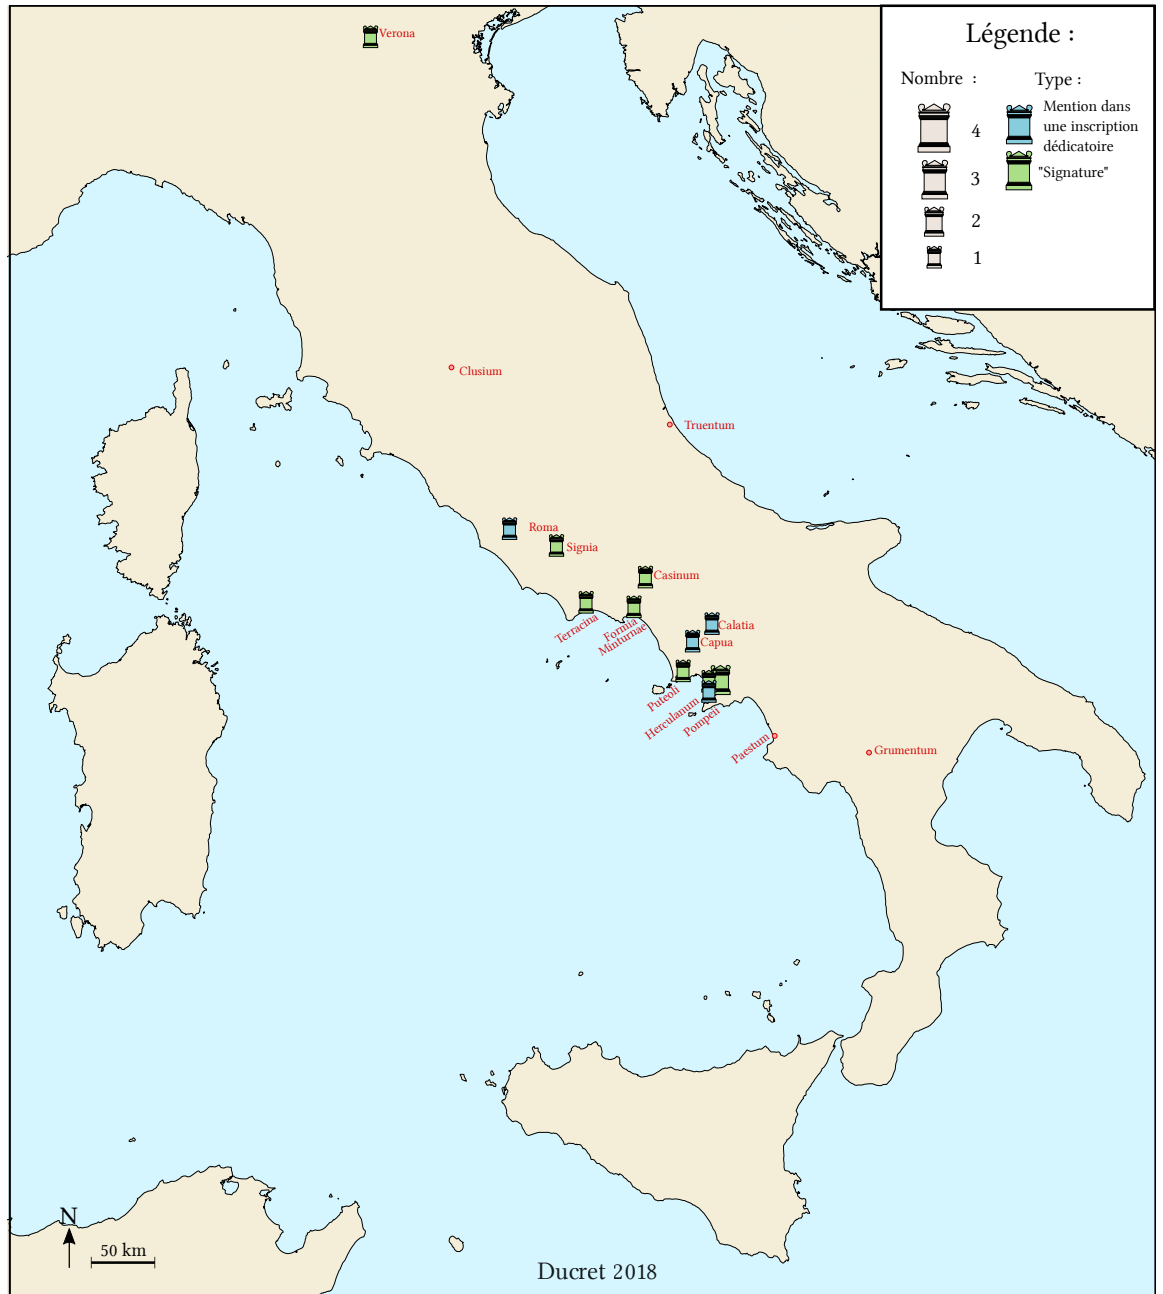 Légende :
Nombre :
Type :
4
3
2
1
Mention dans
une inscription
dédicatoire
"Signature"
Verona
Clusium
Truentum
Roma
Signia
Casinum
Terracina
Formia
Minturnae
Calatia
Capua
Puteoli
Herculanum
Pompeii
Paestum
Grumentum
N
50 km
Ducret 2018